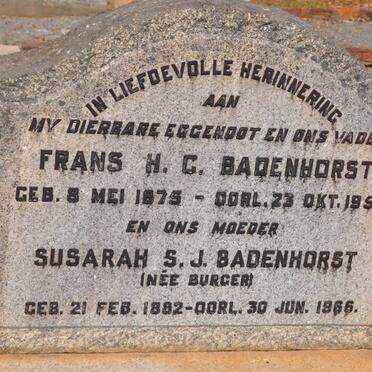 IN LIEFDEVOLLE HERINNERING
AAN
MY DIERBARE EGGENOOT EN ONS VADE
FRANS H. C. BADENHORST
GEB. 8 MEI 1875 - OORL. 23 OKT. 195
EN ONS MOEDER
SUSARAH S. J. BADENHORST
(NÉE BURGER)
GEB. 21 FEB. 1882-OORL. 30 JUN. 1966.